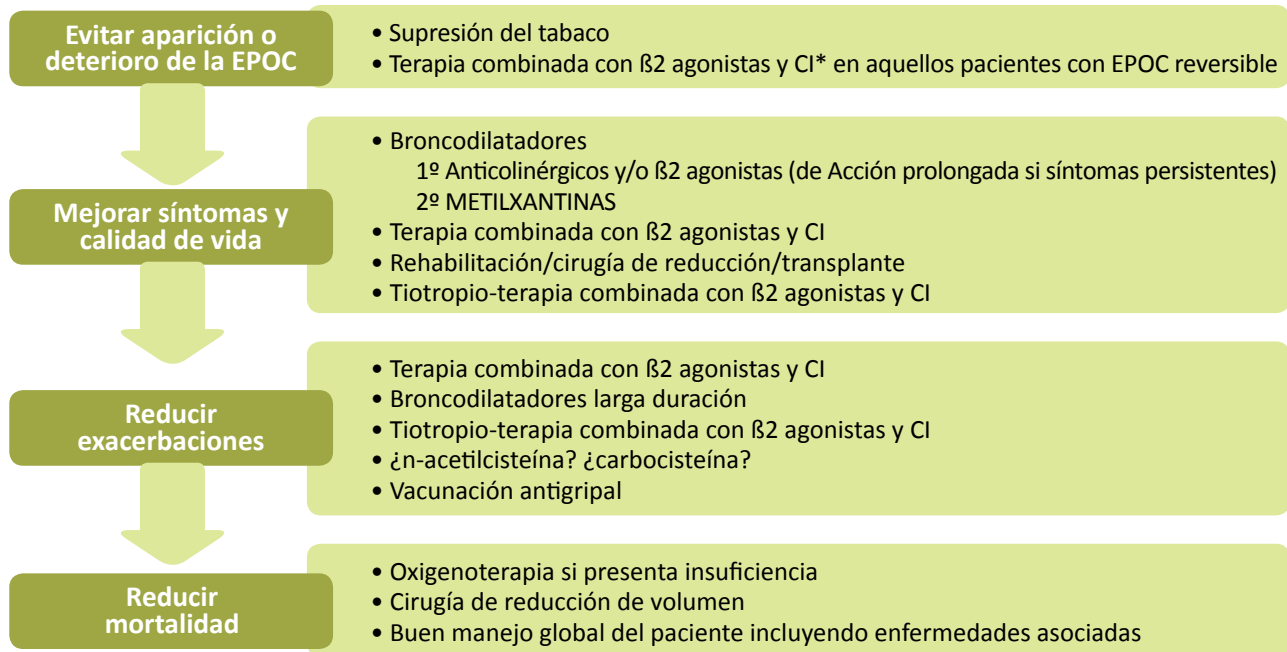 Evitar aparición o
deterioro de la EPOC
• Supresión del tabaco
• Terapia combinada con ß2 agonistas y CI* en aquellos pacientes con EPOC reversible
Mejorar síntomas y
calidad de vida
• Broncodilatadores
1º Anticolinérgicos y/o ß2 agonistas (de Acción prolongada si síntomas persistentes)
2º METILXANTINAS
• Terapia combinada con ß2 agonistas y CI
• Rehabilitación/cirugía de reducción/transplante
• Tiotropio-terapia combinada con ß2 agonistas y CI
Reducir
exacerbaciones
• Terapia combinada con ß2 agonistas y CI
• Broncodilatadores larga duración
• Tiotropio-terapia combinada con ß2 agonistas y CI
• ¿n-acetilcisteína? ¿carbocisteína?
• Vacunación antigripal
Reducir
mortalidad
• Oxigenoterapia si presenta insuficiencia
• Cirugía de reducción de volumen
• Buen manejo global del paciente incluyendo enfermedades asociadas